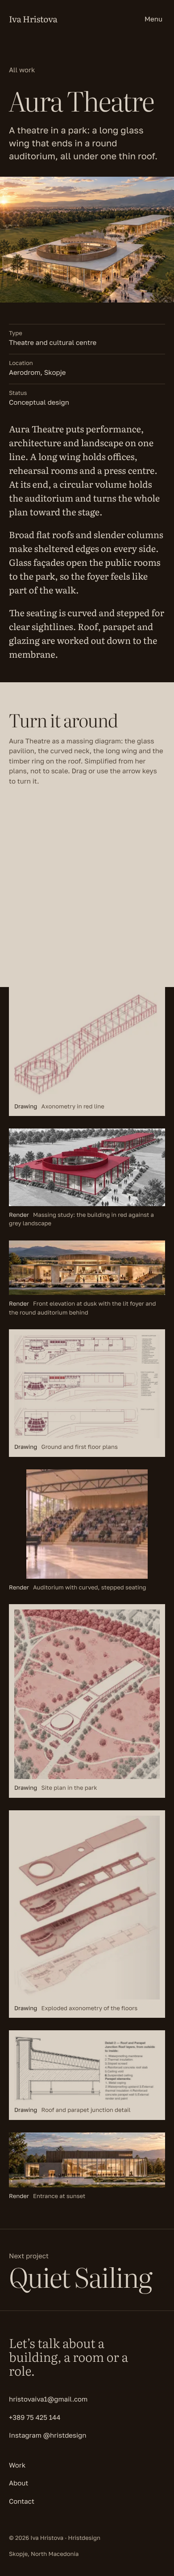 Iva Hristova
Menu
All work
Aura Theatre
A theatre in a park: a long glass
wing that ends in a round
auditorium, all under one thin roof.
Type
Theatre and cultural centre
Location
Aerodrom, Skopje
Status
Conceptual design
Aura Theatre puts performance,
architecture and landscape on one
line. A long wing holds offices,
rehearsal rooms and a press centre.
At its end, a circular volume holds
the auditorium and turns the whole
plan toward the stage.
Broad flat roofs and slender columns
make sheltered edges on every side.
Glass façades open the public rooms
to the park, so the foyer feels like
part of the walk.
The seating is curved and stepped for
clear sightlines. Roof, parapet and
glazing are worked out down to the
membrane.
Turn it around
Aura Theatre as a massing diagram: the glass
pavilion, the curved neck, the long wing and the
timber ring on the roof. Simplified from her
plans, not to scale. Drag or use the arrow keys
to turn it.
Drawing Axonometry in red line
Render Massing study: the building in red against a
grey landscape
Render Front elevation at dusk with the lit foyer and
the round auditorium behind
Drawing Ground and first floor plans
Render Auditorium with curved, stepped seating
Drawing Site plan in the park
Drawing Exploded axonometry of the floors
Drawing Roof and parapet junction detail
Render Entrance at sunset
Next project
Quiet Sailing
Let's talk about a
building, a room or a
role.
hristovaiva1@gmail.com
+389 75 425 144
Instagram @hristdesign
Work
About
Contact
© 2026 Iva Hristova · Hristdesign
Skopje, North Macedonia